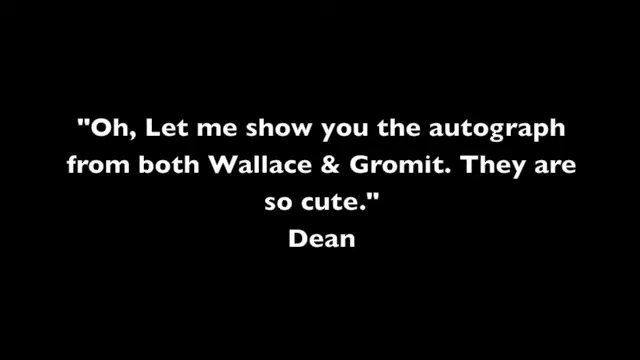 "Oh, Let me show you the autograph
from both Wallace & Gromit. They are
so cute."
Dean